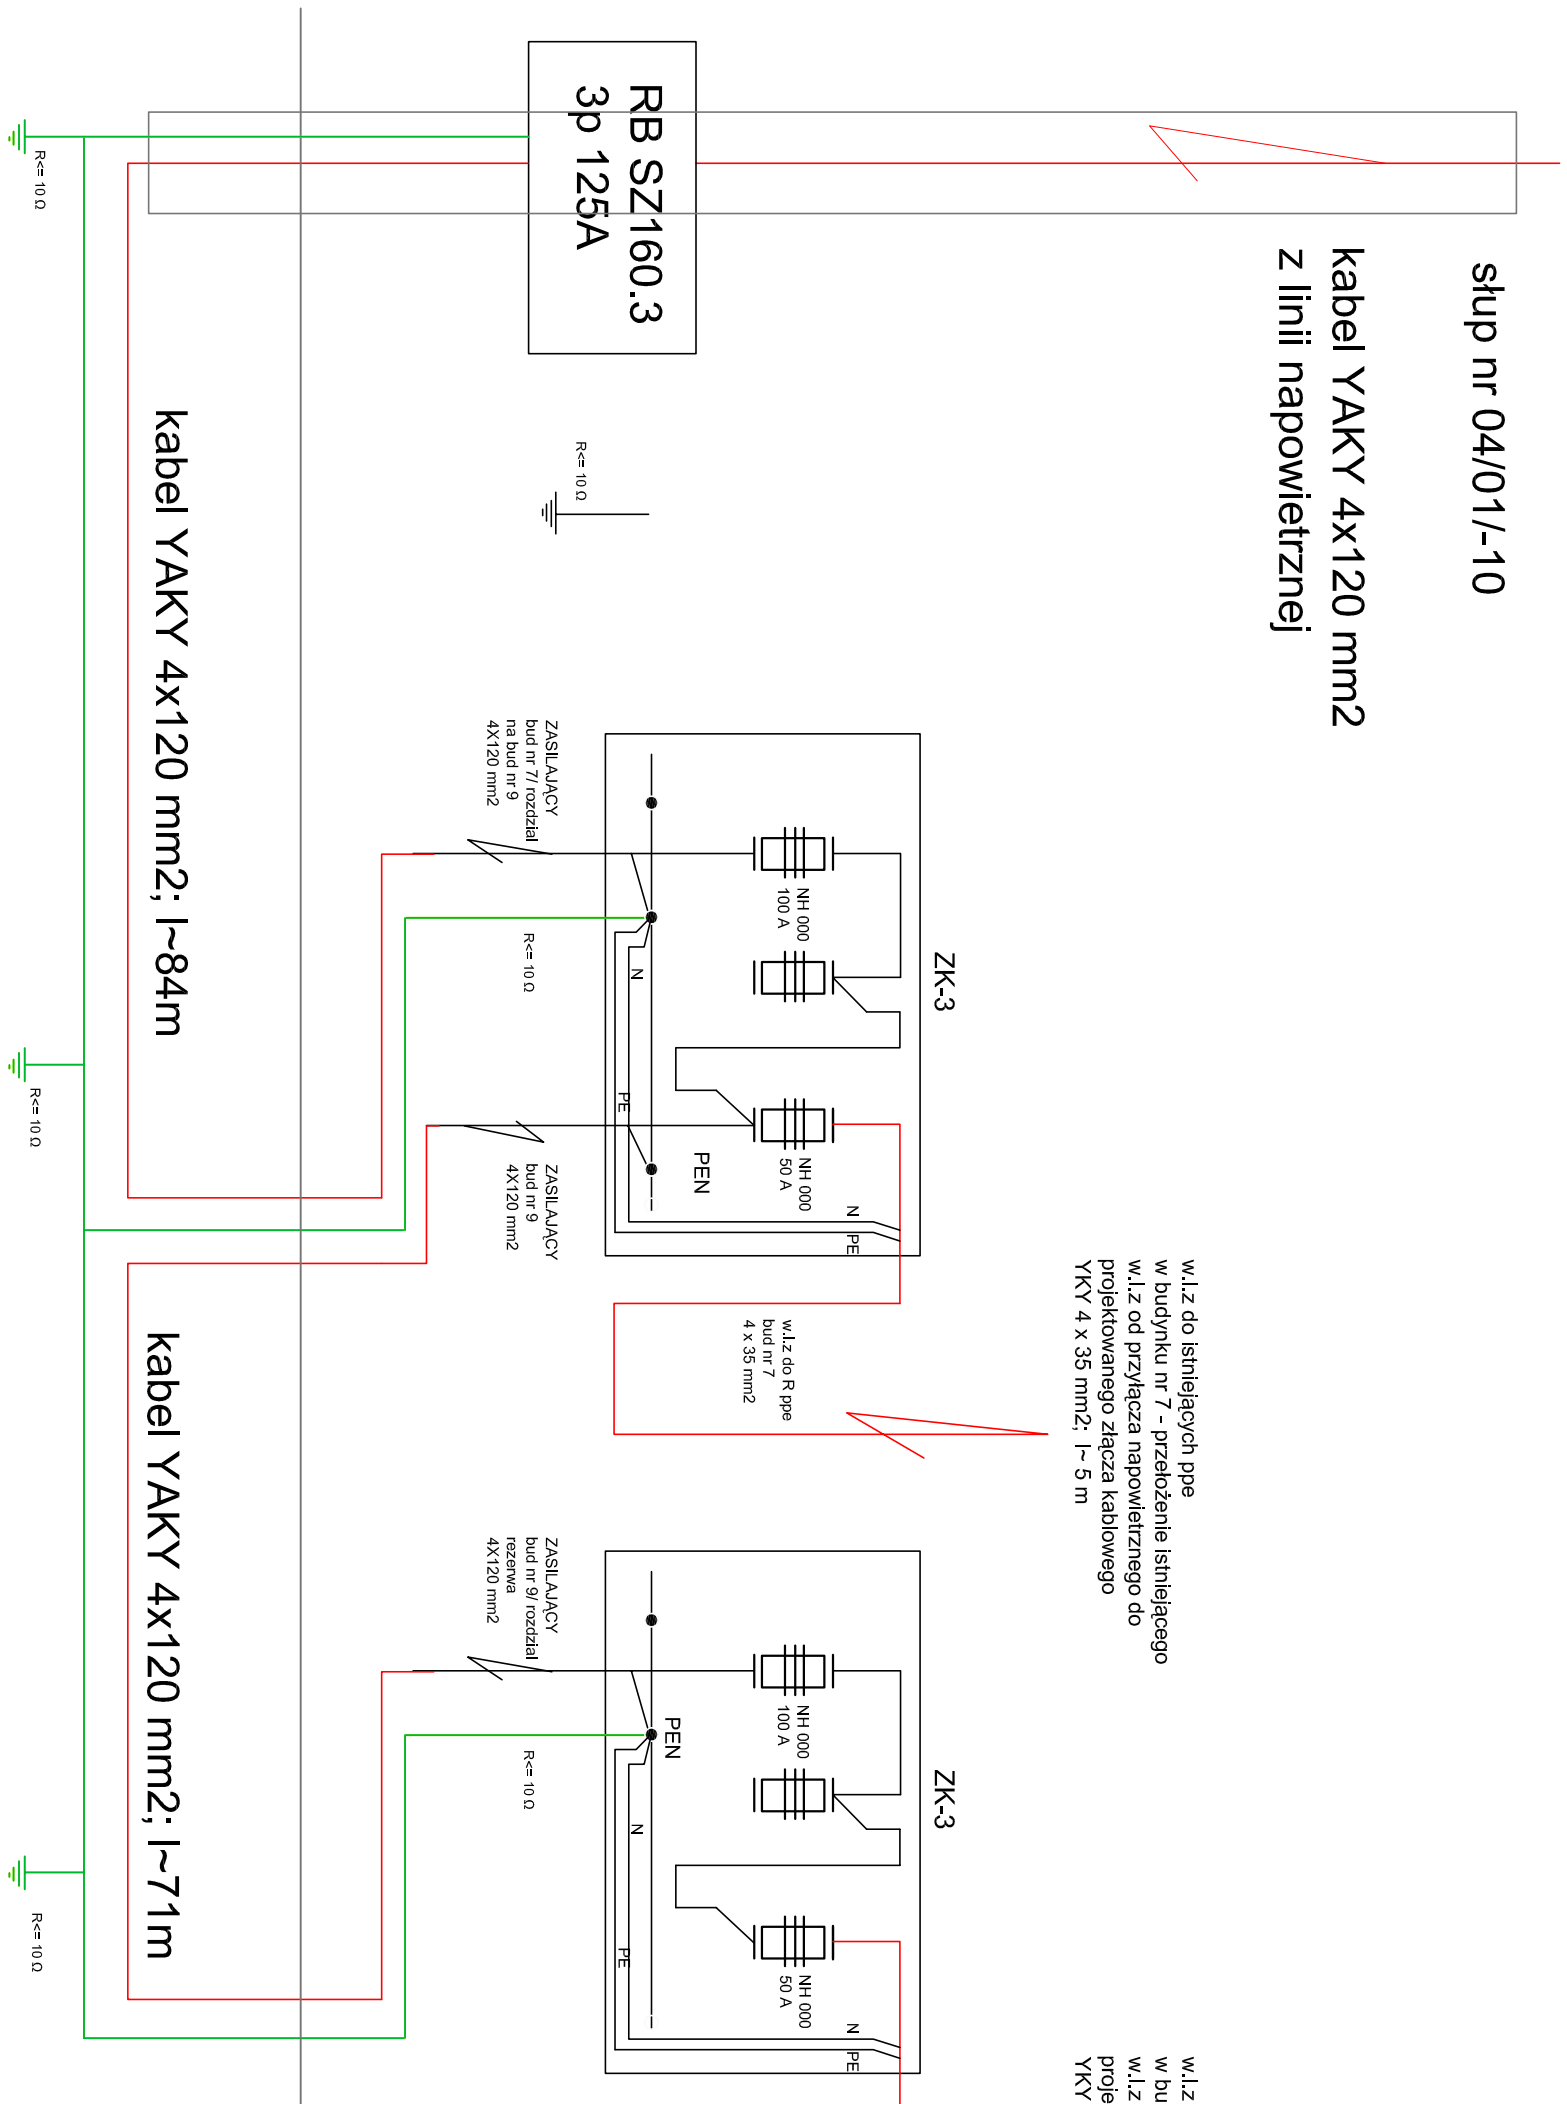 słup nr 04/01/-10
kabel YAKY 4x120 mm2
z linii napowietrznej
RB SZ160.3
3p 125A
R<= 10 Ω
R<= 10 Ω
kabel YAKY 4x120 mm2; l~84m
ZK-3
NH 000
100 A
NH 000
50 A
PEN
N
PE
N
PE
ZASILAJĄCY
bud nr 7/ rozdział
na bud nr 9
4X120 mm2
R<= 10 Ω
ZASILAJĄCY
bud nr 9
4X120 mm2
R<= 10 Ω
w.l.z do istniejących ppe
w budynku nr 7 - przełożenie istniejącego
w.l.z od przyłącza napowietrznego do
projektowanego złącza kablowego
YKY 4 x 35 mm2; l~ 5 m
w.l.z do R ppe
bud nr 7
4 x 35 mm2
kabel YAKY 4x120 mm2; l~71m
ZK-3
NH 000
100 A
NH 000
50 A
PEN
N
PE
N
PE
ZASILAJĄCY
bud nr 9/ rozdział
rezerwa
4X120 mm2
R<= 10 Ω
R<= 10 Ω
w.l.z
w bu
w.l.z
proje
YKY